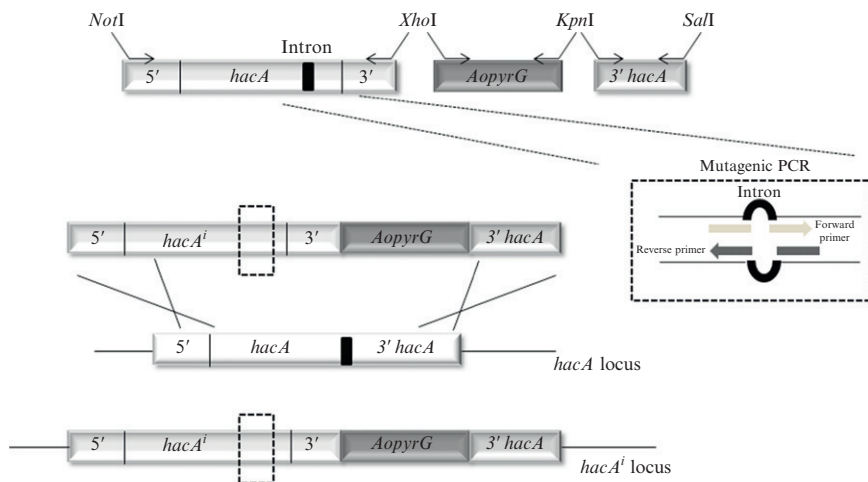 NotI
XhoI
KpnI
SalI
Intron
5′ hacA 3′
AopyrG
3′ hacA
Mutagenic PCR
Intron
Forward
primer
Reverse primer
5′ hacAⁱ 3′ AopyrG 3′ hacA
5′ hacA 3′ hacA
hacA locus
5′ hacAⁱ 3′ AopyrG 3′ hacA
hacAⁱ locus